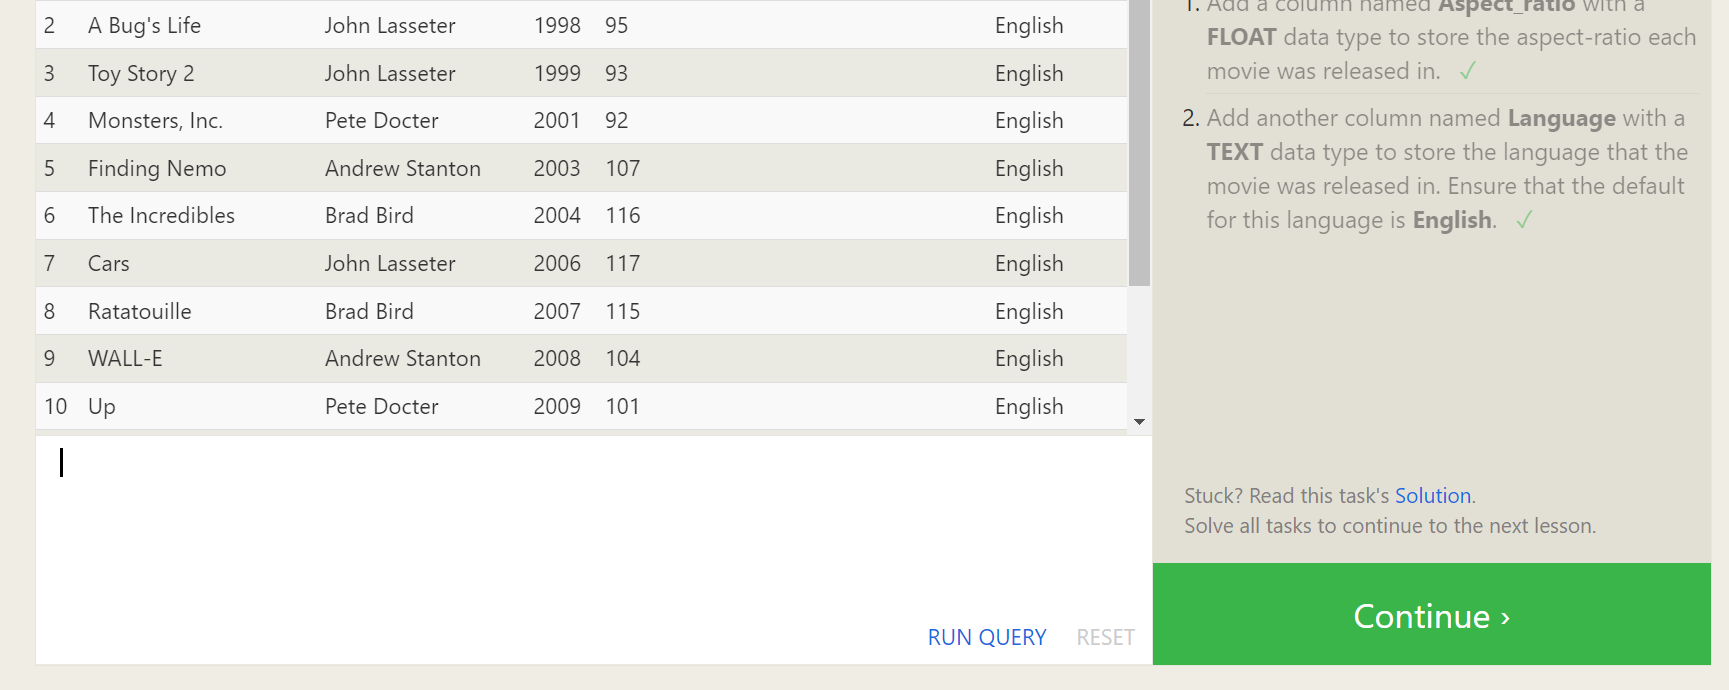 2 A Bug's Life John Lasseter 1998 95 English
3 Toy Story 2 John Lasseter 1999 93 English
4 Monsters, Inc. Pete Docter 2001 92 English
5 Finding Nemo Andrew Stanton 2003 107 English
6 The Incredibles Brad Bird 2004 116 English
7 Cars John Lasseter 2006 117 English
8 Ratatouille Brad Bird 2007 115 English
9 WALL-E Andrew Stanton 2008 104 English
10 Up Pete Docter 2009 101 English
RUN QUERY RESET
1. Add a column named Aspect_ratio with a
FLOAT data type to store the aspect-ratio each
movie was released in. ✓
2. Add another column named Language with a
TEXT data type to store the language that the
movie was released in. Ensure that the default
for this language is English. ✓
Stuck? Read this task's Solution.
Solve all tasks to continue to the next lesson.
Continue ›